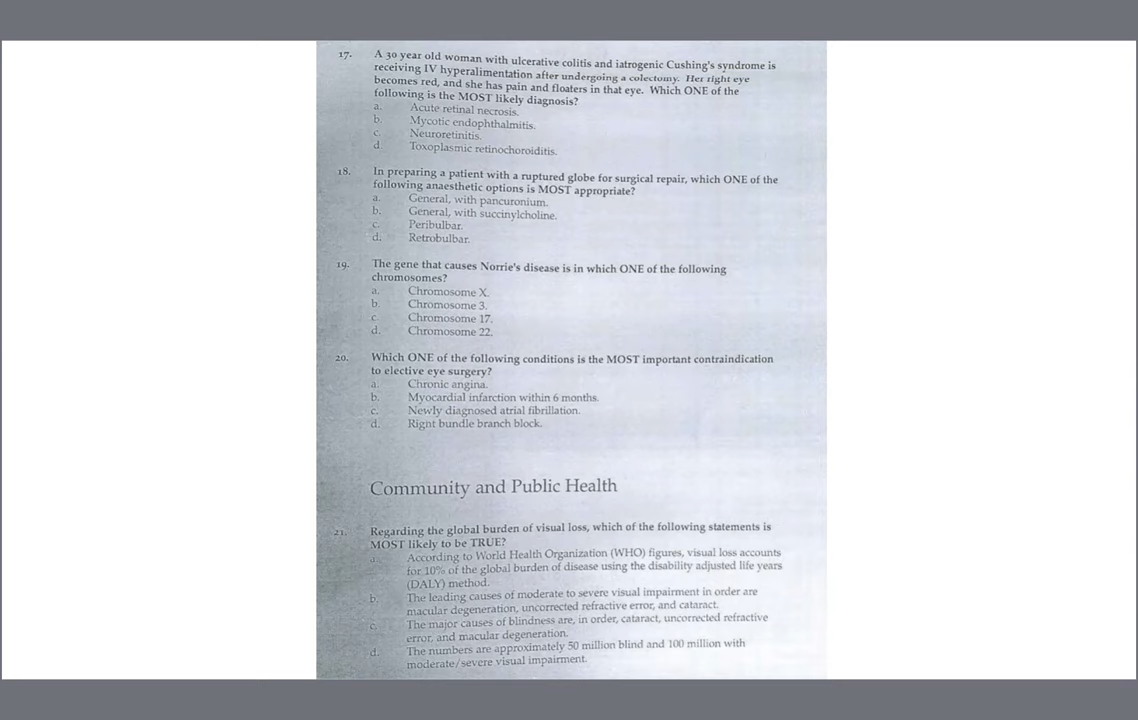 17. A 30 year old woman with ulcerative colitis and iatrogenic Cushing's syndrome is
receiving IV hyperalimentation after undergoing a colectomy. Her right eye
becomes red, and she has pain and floaters in that eye. Which ONE of the
following is the MOST likely diagnosis?
a. Acute retinal necrosis.
b. Mycotic endophthalmitis.
c. Neuroretinitis.
d. Toxoplasmic retinochoroiditis.
18. In preparing a patient with a ruptured globe for surgical repair, which ONE of the
following anaesthetic options is MOST appropriate?
a. General, with pancuronium.
b. General, with succinylcholine.
c. Peribulbar.
d. Retrobulbar.
19. The gene that causes Norrie's disease is in which ONE of the following
chromosomes?
a. Chromosome X.
b. Chromosome 3.
c. Chromosome 17.
d. Chromosome 22.
20. Which ONE of the following conditions is the MOST important contraindication
to elective eye surgery?
a. Chronic angina.
b. Myocardial infarction within 6 months.
c. Newly diagnosed atrial fibrillation.
d. Rignt bundle branch block.
Community and Public Health
21. Regarding the global burden of visual loss, which of the following statements is
MOST likely to be TRUE?
a. According to World Health Organization (WHO) figures, visual loss accounts
for 10% of the global burden of disease using the disability adjusted life years
(DALY) method.
b. The leading causes of moderate to severe visual impairment in order are
macular degeneration, uncorrected refractive error, and cataract.
c. The major causes of blindness are, in order, cataract, uncorrected refractive
error, and macular degeneration.
d. The numbers are approximately 50 million blind and 100 million with
moderate/severe visual impairment.